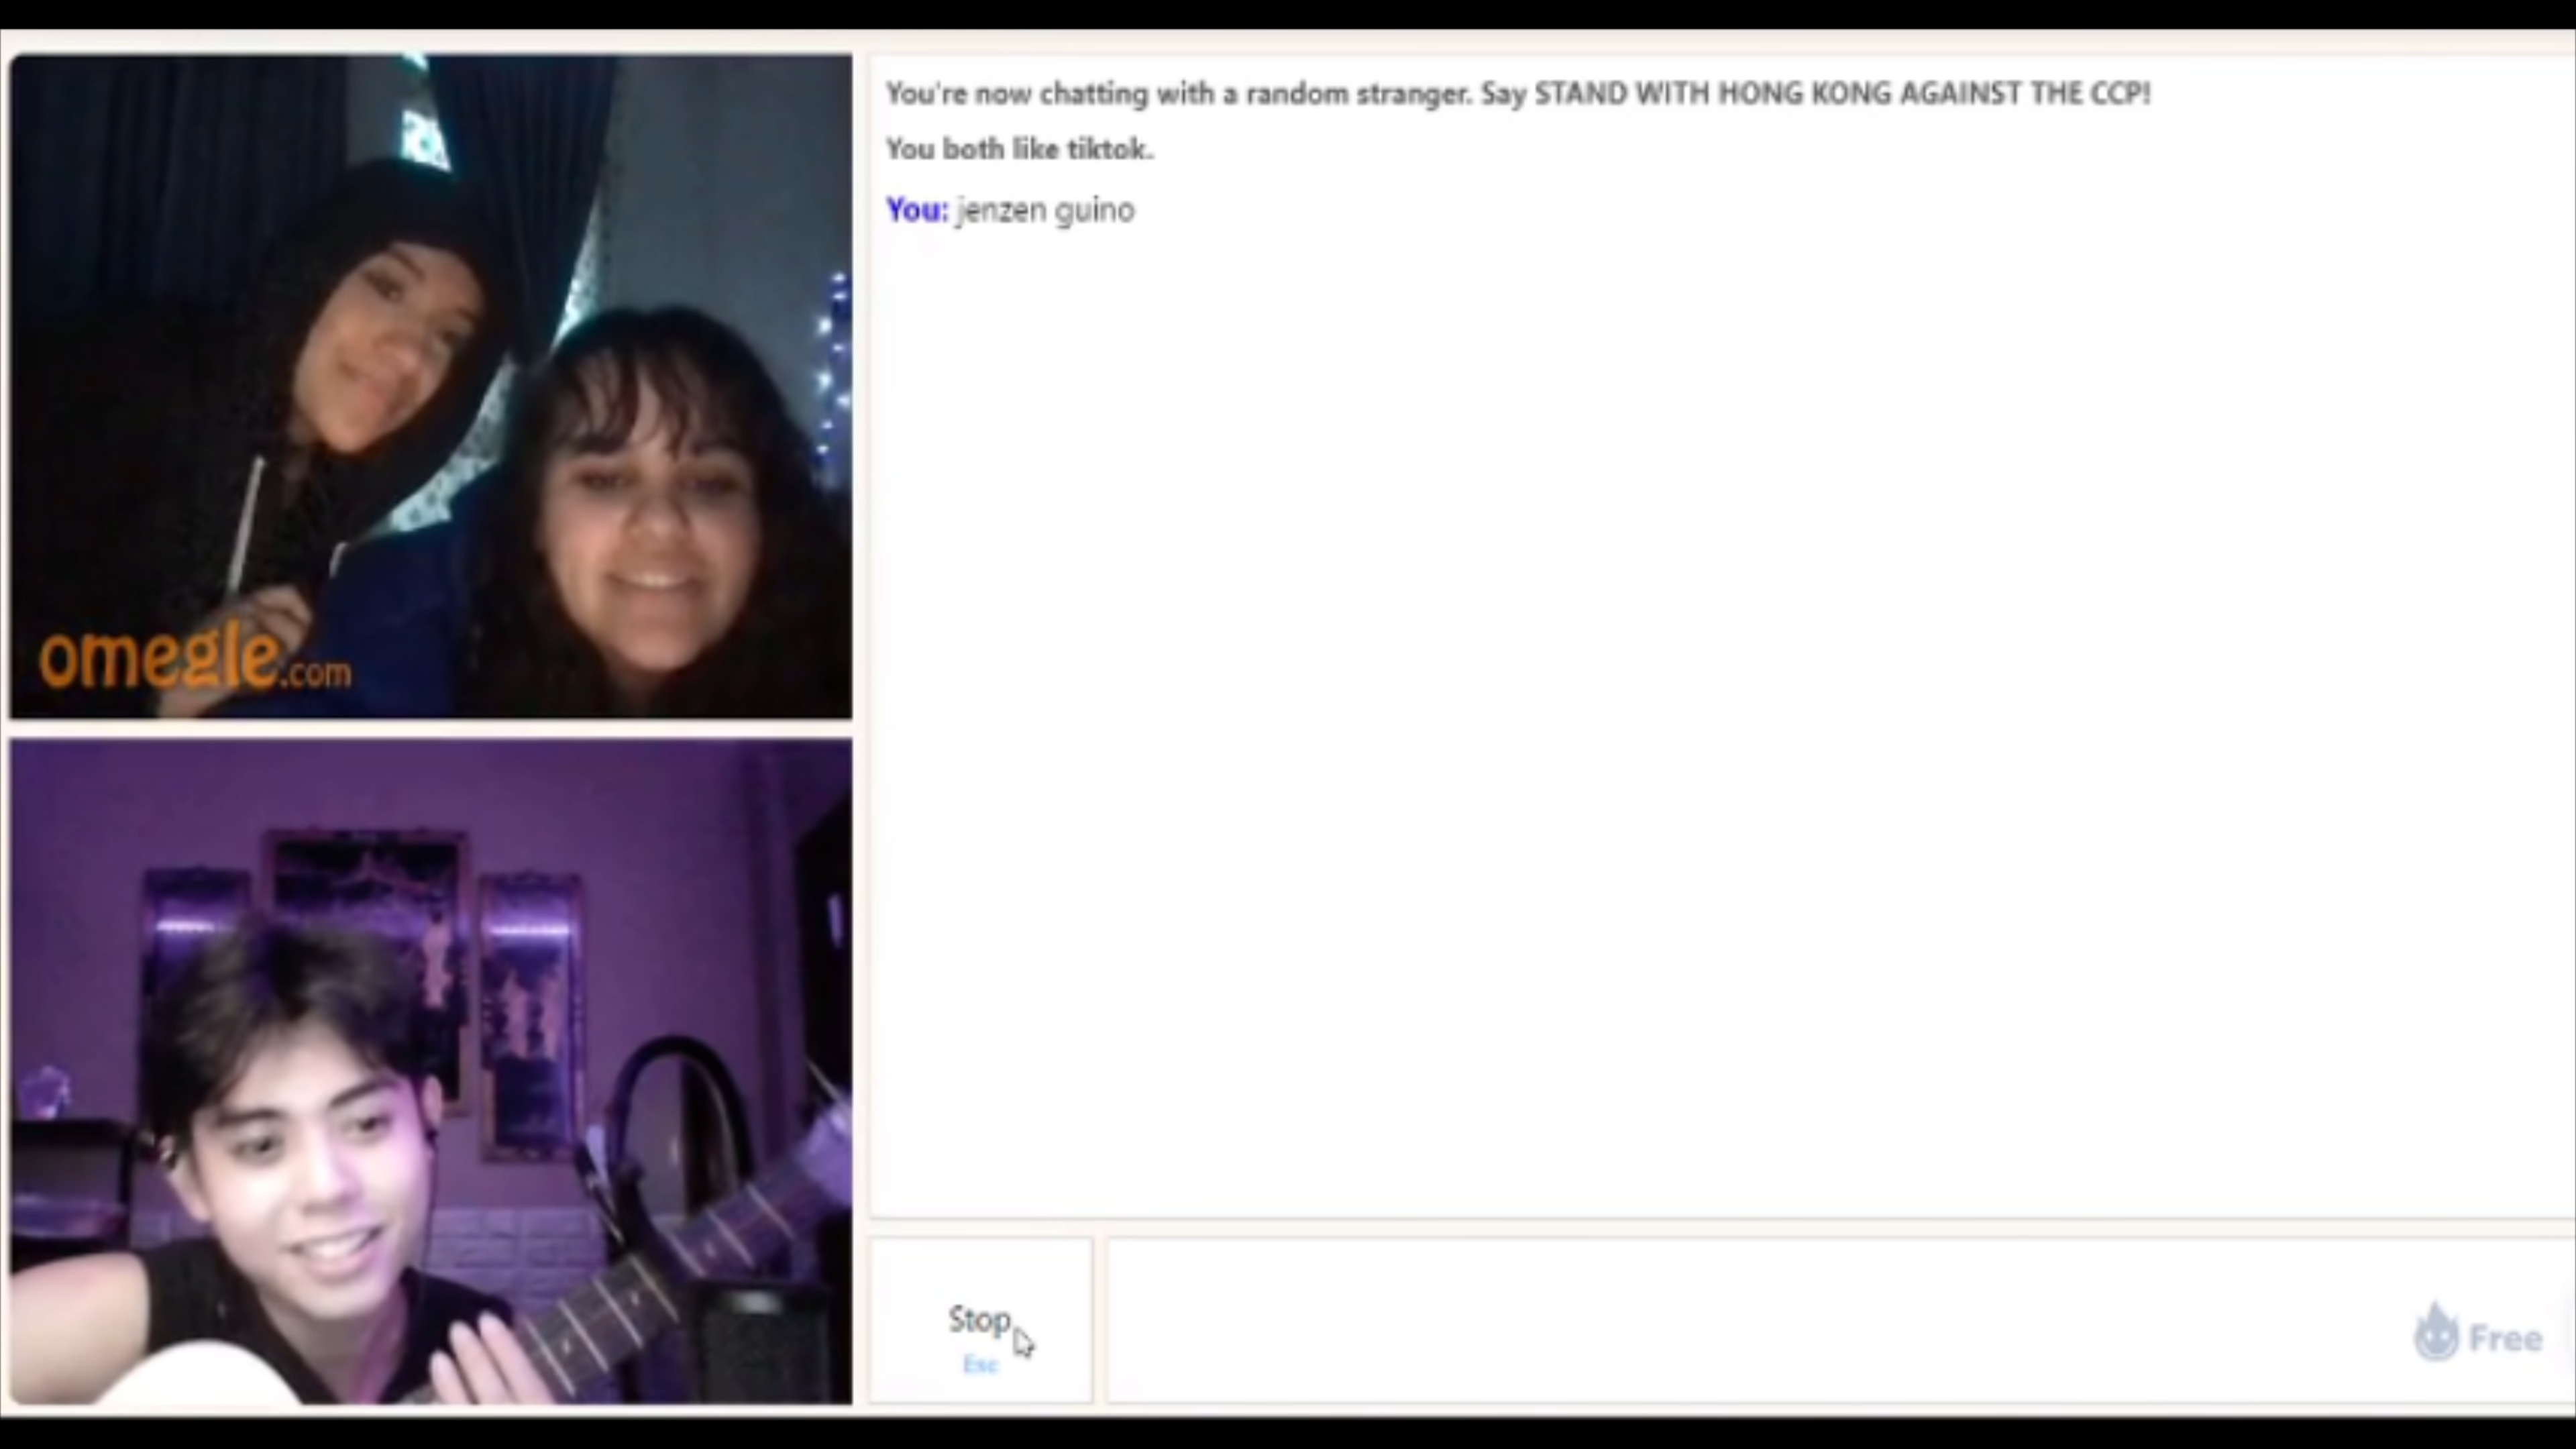 You're now chatting with a random stranger. Say STAND WITH HONG KONG AGAINST THE CCP!
You both like tiktok.
You: jenzen guino
omegle.com
Stop
Esc
Free